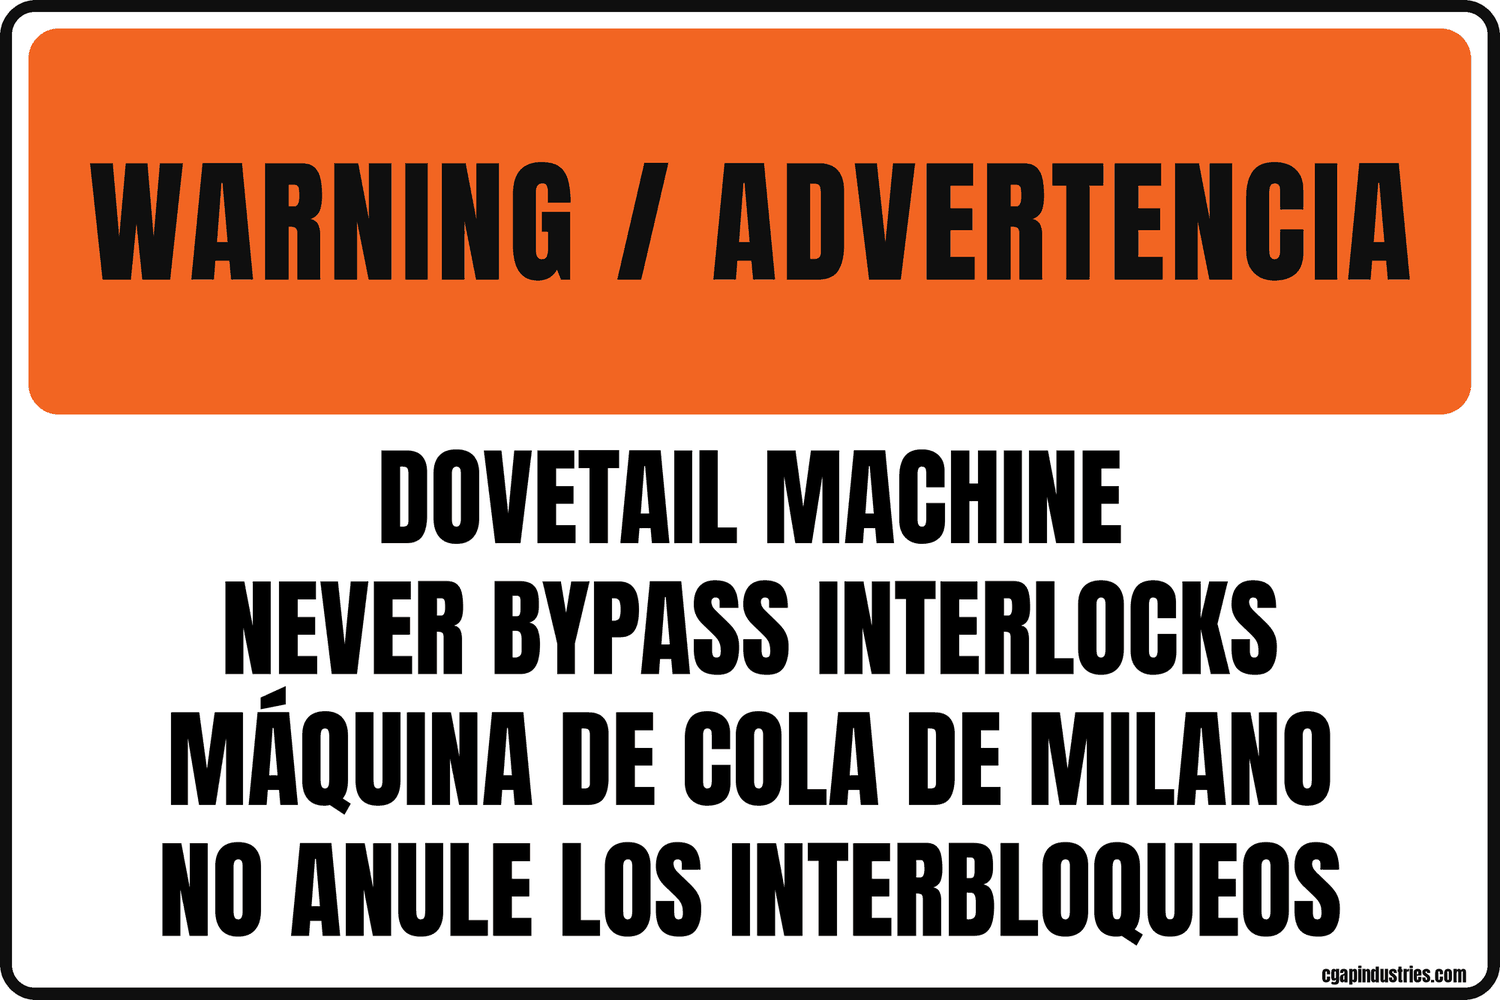 WARNING / ADVERTENCIA
DOVETAIL MACHINE
NEVER BYPASS INTERLOCKS
MÁQUINA DE COLA DE MILANO
NO ANULE LOS INTERBLOQUEOS
cgapindustries.com